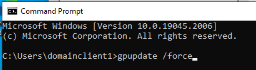 Command Prompt
Microsoft Windows [Version 10.0.19045.2006]
(c) Microsoft Corporation. All rights reserved.
C:\Users\domainclient1>gpupdate /force